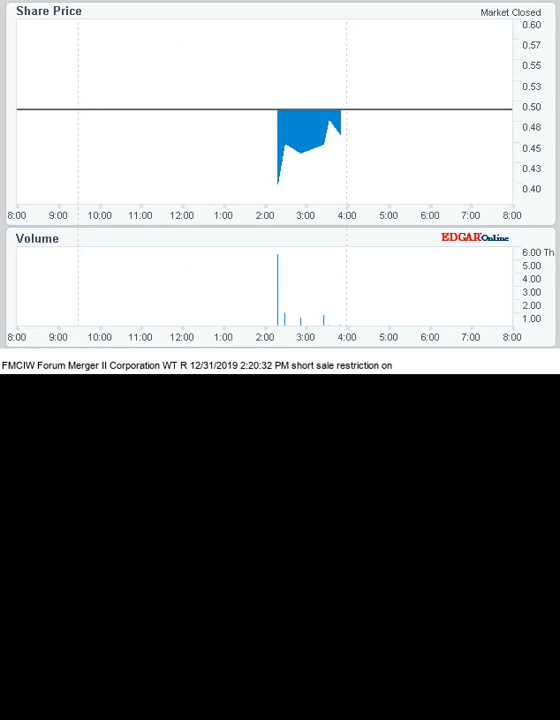 Share Price
Market Closed
0.60
0.57
0.55
0.53
0.50
0.48
0.45
0.43
0.40
8:00 9:00 10:00 11:00 12:00 1:00 2:00 3:00 4:00 5:00 6:00 7:00 8:00
Volume
EDGAROnline
6.00 Th
5.00
4.00
3.00
2.00
1.00
8:00 9:00 10:00 11:00 12:00 1:00 2:00 3:00 4:00 5:00 6:00 7:00 8:00
FMCIW Forum Merger II Corporation WT R 12/31/2019 2:20:32 PM short sale restriction on